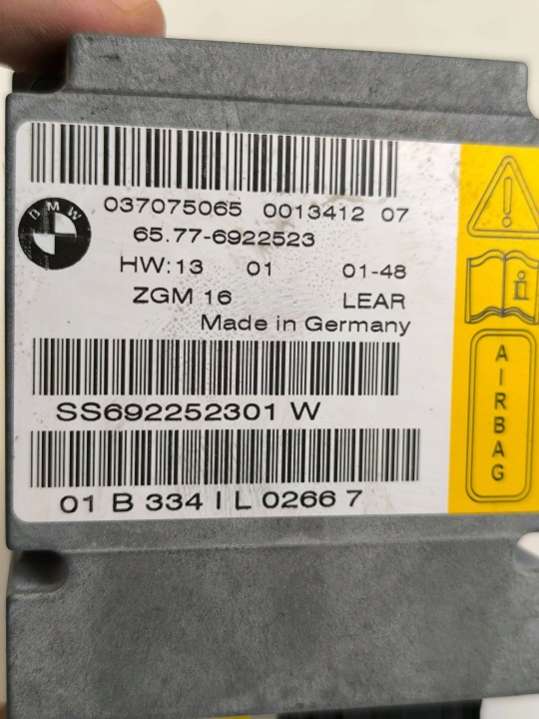 BMW
037075065 0013412 07
65.77-6922523
HW:13 01 01-48
ZGM 16 LEAR
Made in Germany
SS692252301 W
01 B 334 I L 0266 7
i
AIRBAG